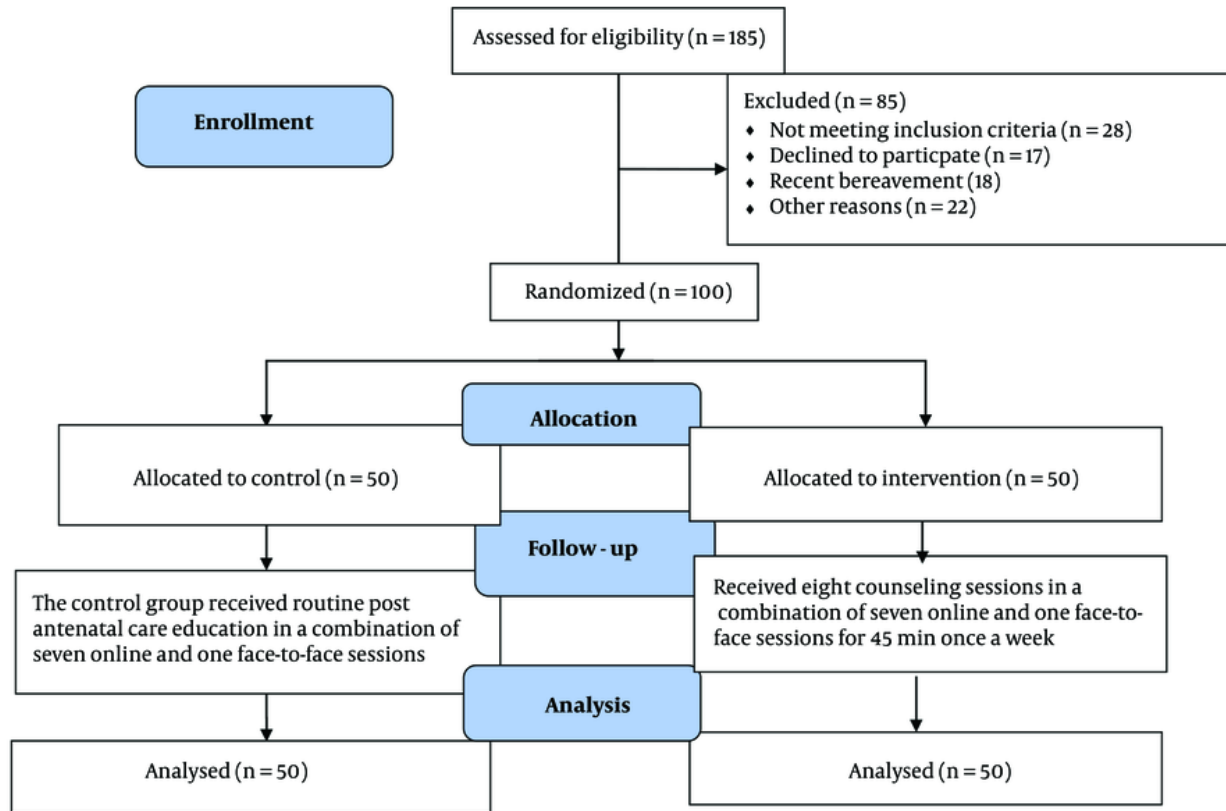 Assessed for eligibility (n = 185)
Enrollment
Excluded (n = 85)
♦ Not meeting inclusion criteria (n = 28)
♦ Declined to particpate (n = 17)
♦ Recent bereavement (18)
♦ Other reasons (n = 22)
Randomized (n = 100)
Allocation
Allocated to control (n = 50)
Allocated to intervention (n = 50)
Follow - up
The control group received routine post
antenatal care education in a combination of
seven online and one face-to-face sessions
Received eight counseling sessions in a
combination of seven online and one face-to-
face sessions for 45 min once a week
Analysis
Analysed (n = 50)
Analysed (n = 50)